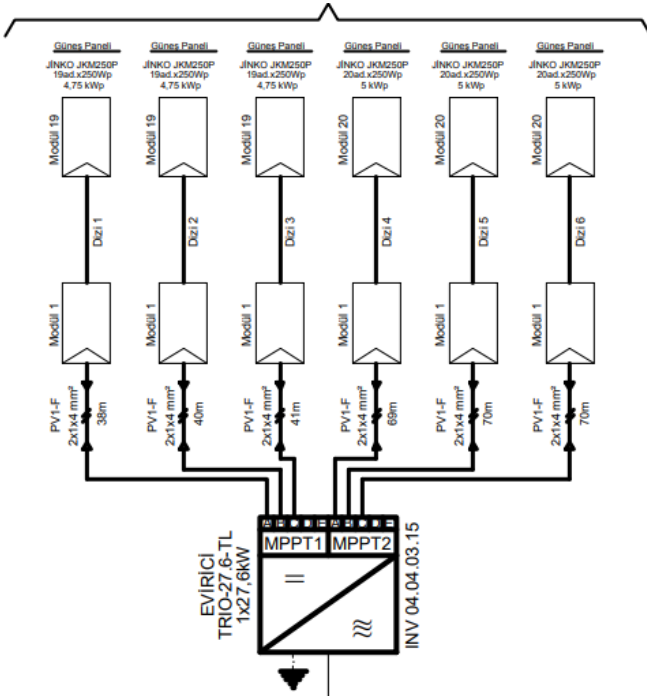 Güneş Paneli
JİNKO JKM250P
19ad.x250Wp
4,75 kWp
Güneş Paneli
JİNKO JKM250P
19ad.x250Wp
4,75 kWp
Güneş Paneli
JİNKO JKM250P
19ad.x250Wp
4,75 kWp
Güneş Paneli
JİNKO JKM250P
20ad.x250Wp
5 kWp
Güneş Paneli
JİNKO JKM250P
20ad.x250Wp
5 kWp
Güneş Paneli
JİNKO JKM250P
20ad.x250Wp
5 kWp
Modül 19
Modül 19
Modül 19
Modül 20
Modül 20
Modül 20
Dizi 1
Dizi 2
Dizi 3
Dizi 4
Dizi 5
Dizi 6
Modül 1
Modül 1
Modül 1
Modül 1
Modül 1
Modül 1
PV1-F
2x1x4 mm²
38m
PV1-F
2x1x4 mm²
40m
PV1-F
2x1x4 mm²
41m
PV1-F
2x1x4 mm²
69m
PV1-F
2x1x4 mm²
70m
PV1-F
2x1x4 mm²
70m
A B C D E A B C D E
MPPT1 MPPT2
EVİRİCİ
TRIO-27.6-TL
1x27,6kW
INV 04.04.03.15